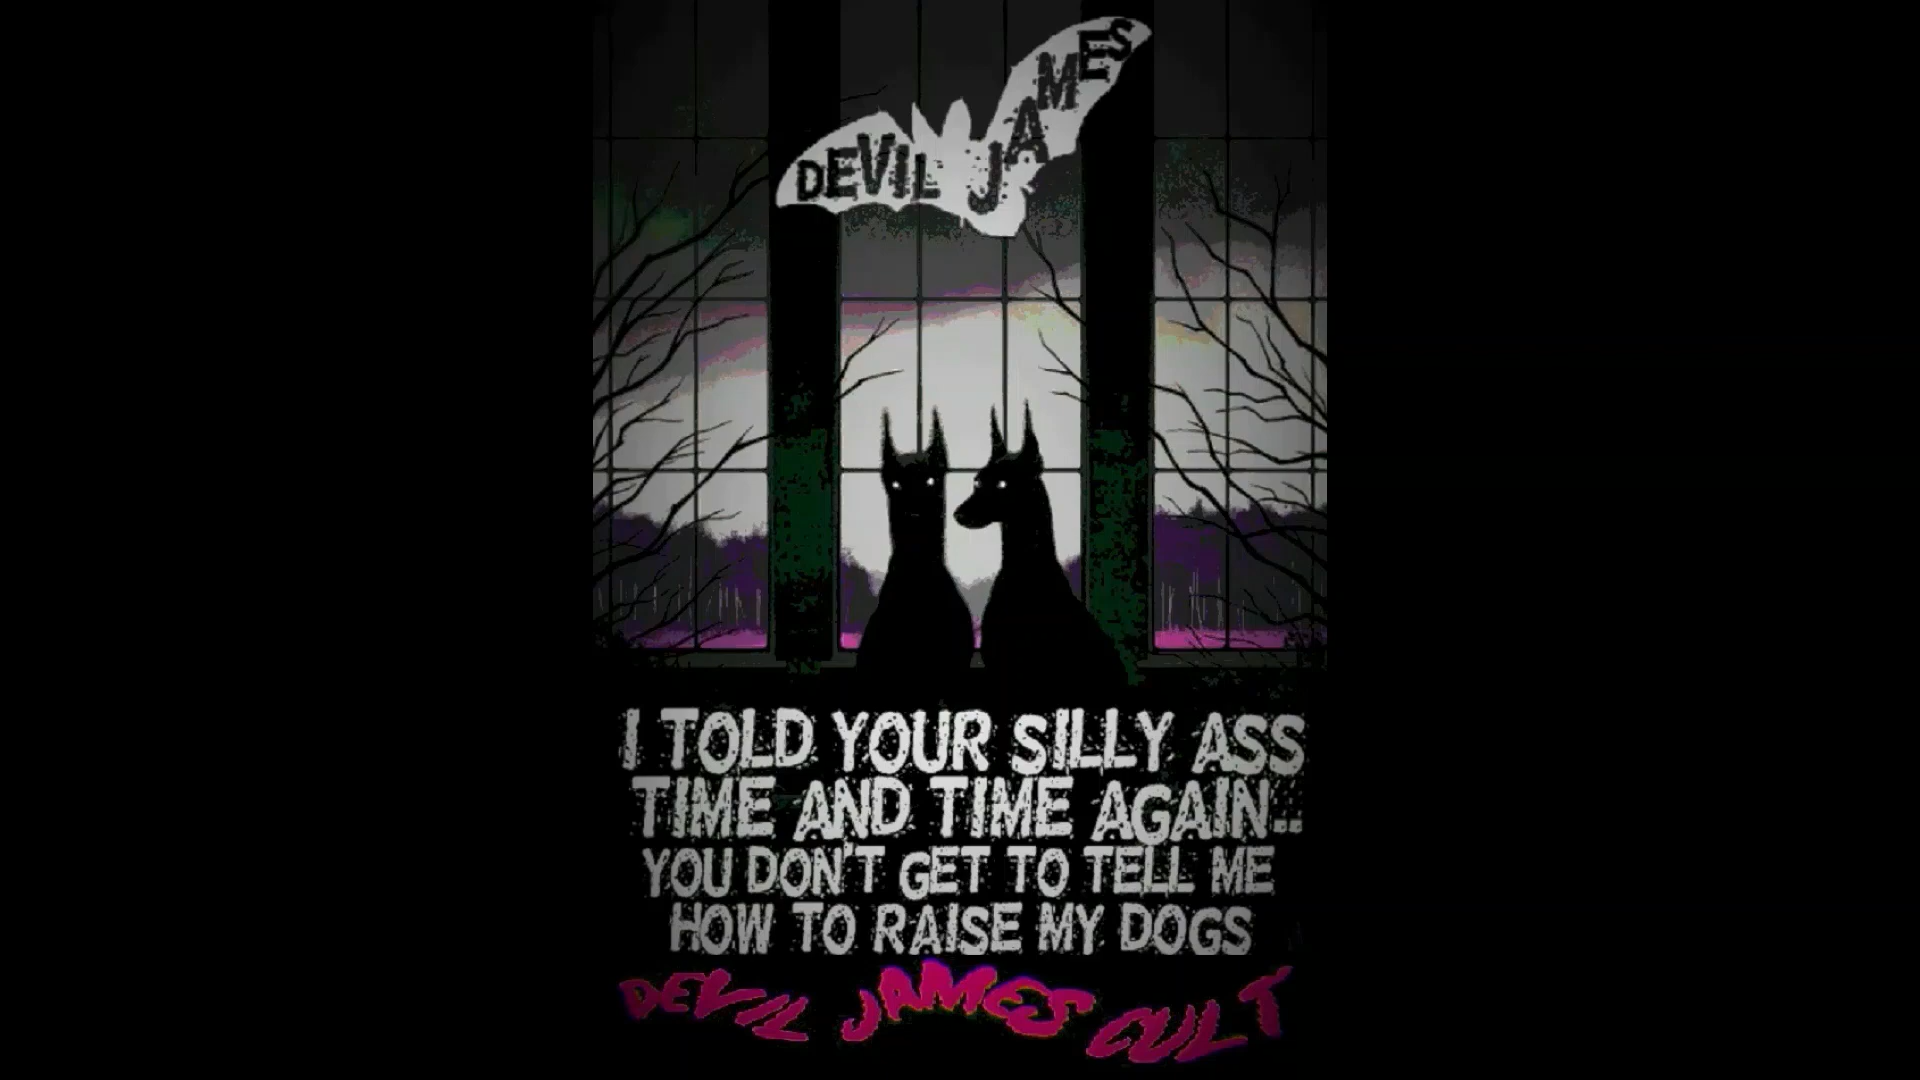 DEVIL JAMES
I TOLD YOUR SILLY ASS
TIME AND TIME AGAIN..
YOU DON'T GET TO TELL ME
HOW TO RAISE MY DOGS
DEVIL JAMES CULT